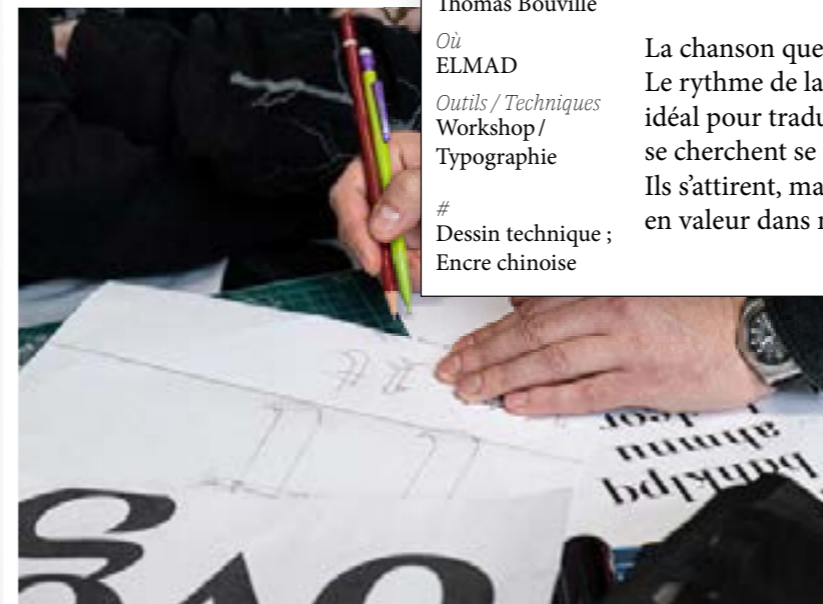 Thomas Bouville
Où
ELMAD
Outils / Techniques
Workshop /
Typographie
#
Dessin technique ;
Encre chinoise
La chanson que
Le rythme de la
idéal pour tradu
se cherchent se
Ils s’attirent, ma
en valeur dans